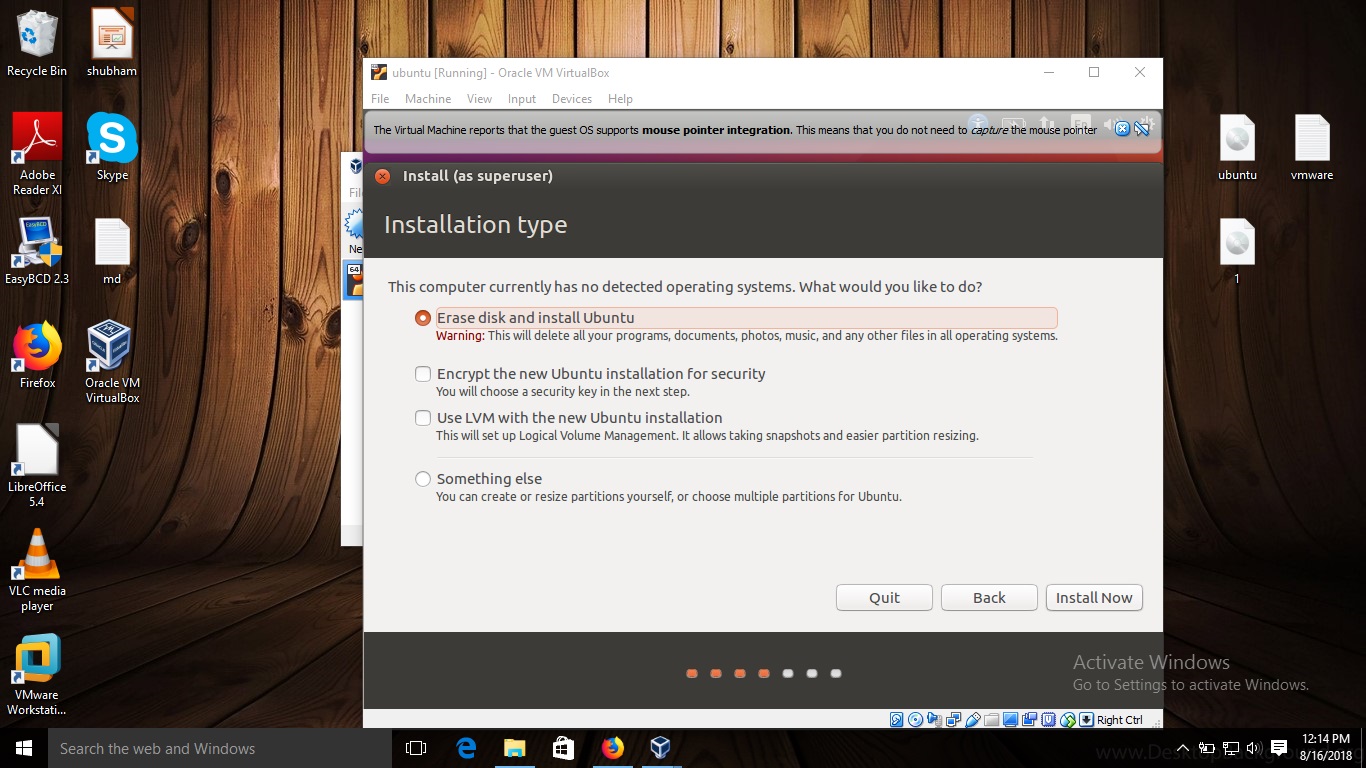 Recycle Bin
shubham
Adobe
Reader XI
Skype
EasyBCD 2.3
md
Firefox
Oracle VM
VirtualBox
LibreOffice
5.4
VLC media
player
VMware
Workstati...
ubuntu
vmware
1
64
ubuntu [Running] - Oracle VM VirtualBox
File Machine View Input Devices Help
The Virtual Machine reports that the guest OS supports mouse pointer integration. This means that you do not need to capture the mouse pointer
Install (as superuser)
Installation type
This computer currently has no detected operating systems. What would you like to do?
Erase disk and install Ubuntu
Warning: This will delete all your programs, documents, photos, music, and any other files in all operating systems.
Encrypt the new Ubuntu installation for security
You will choose a security key in the next step.
Use LVM with the new Ubuntu installation
This will set up Logical Volume Management. It allows taking snapshots and easier partition resizing.
Something else
You can create or resize partitions yourself, or choose multiple partitions for Ubuntu.
Quit Back Install Now
Activate Windows
Go to Settings to activate Windows.
Right Ctrl
Search the web and Windows
12:14 PM
8/16/2018